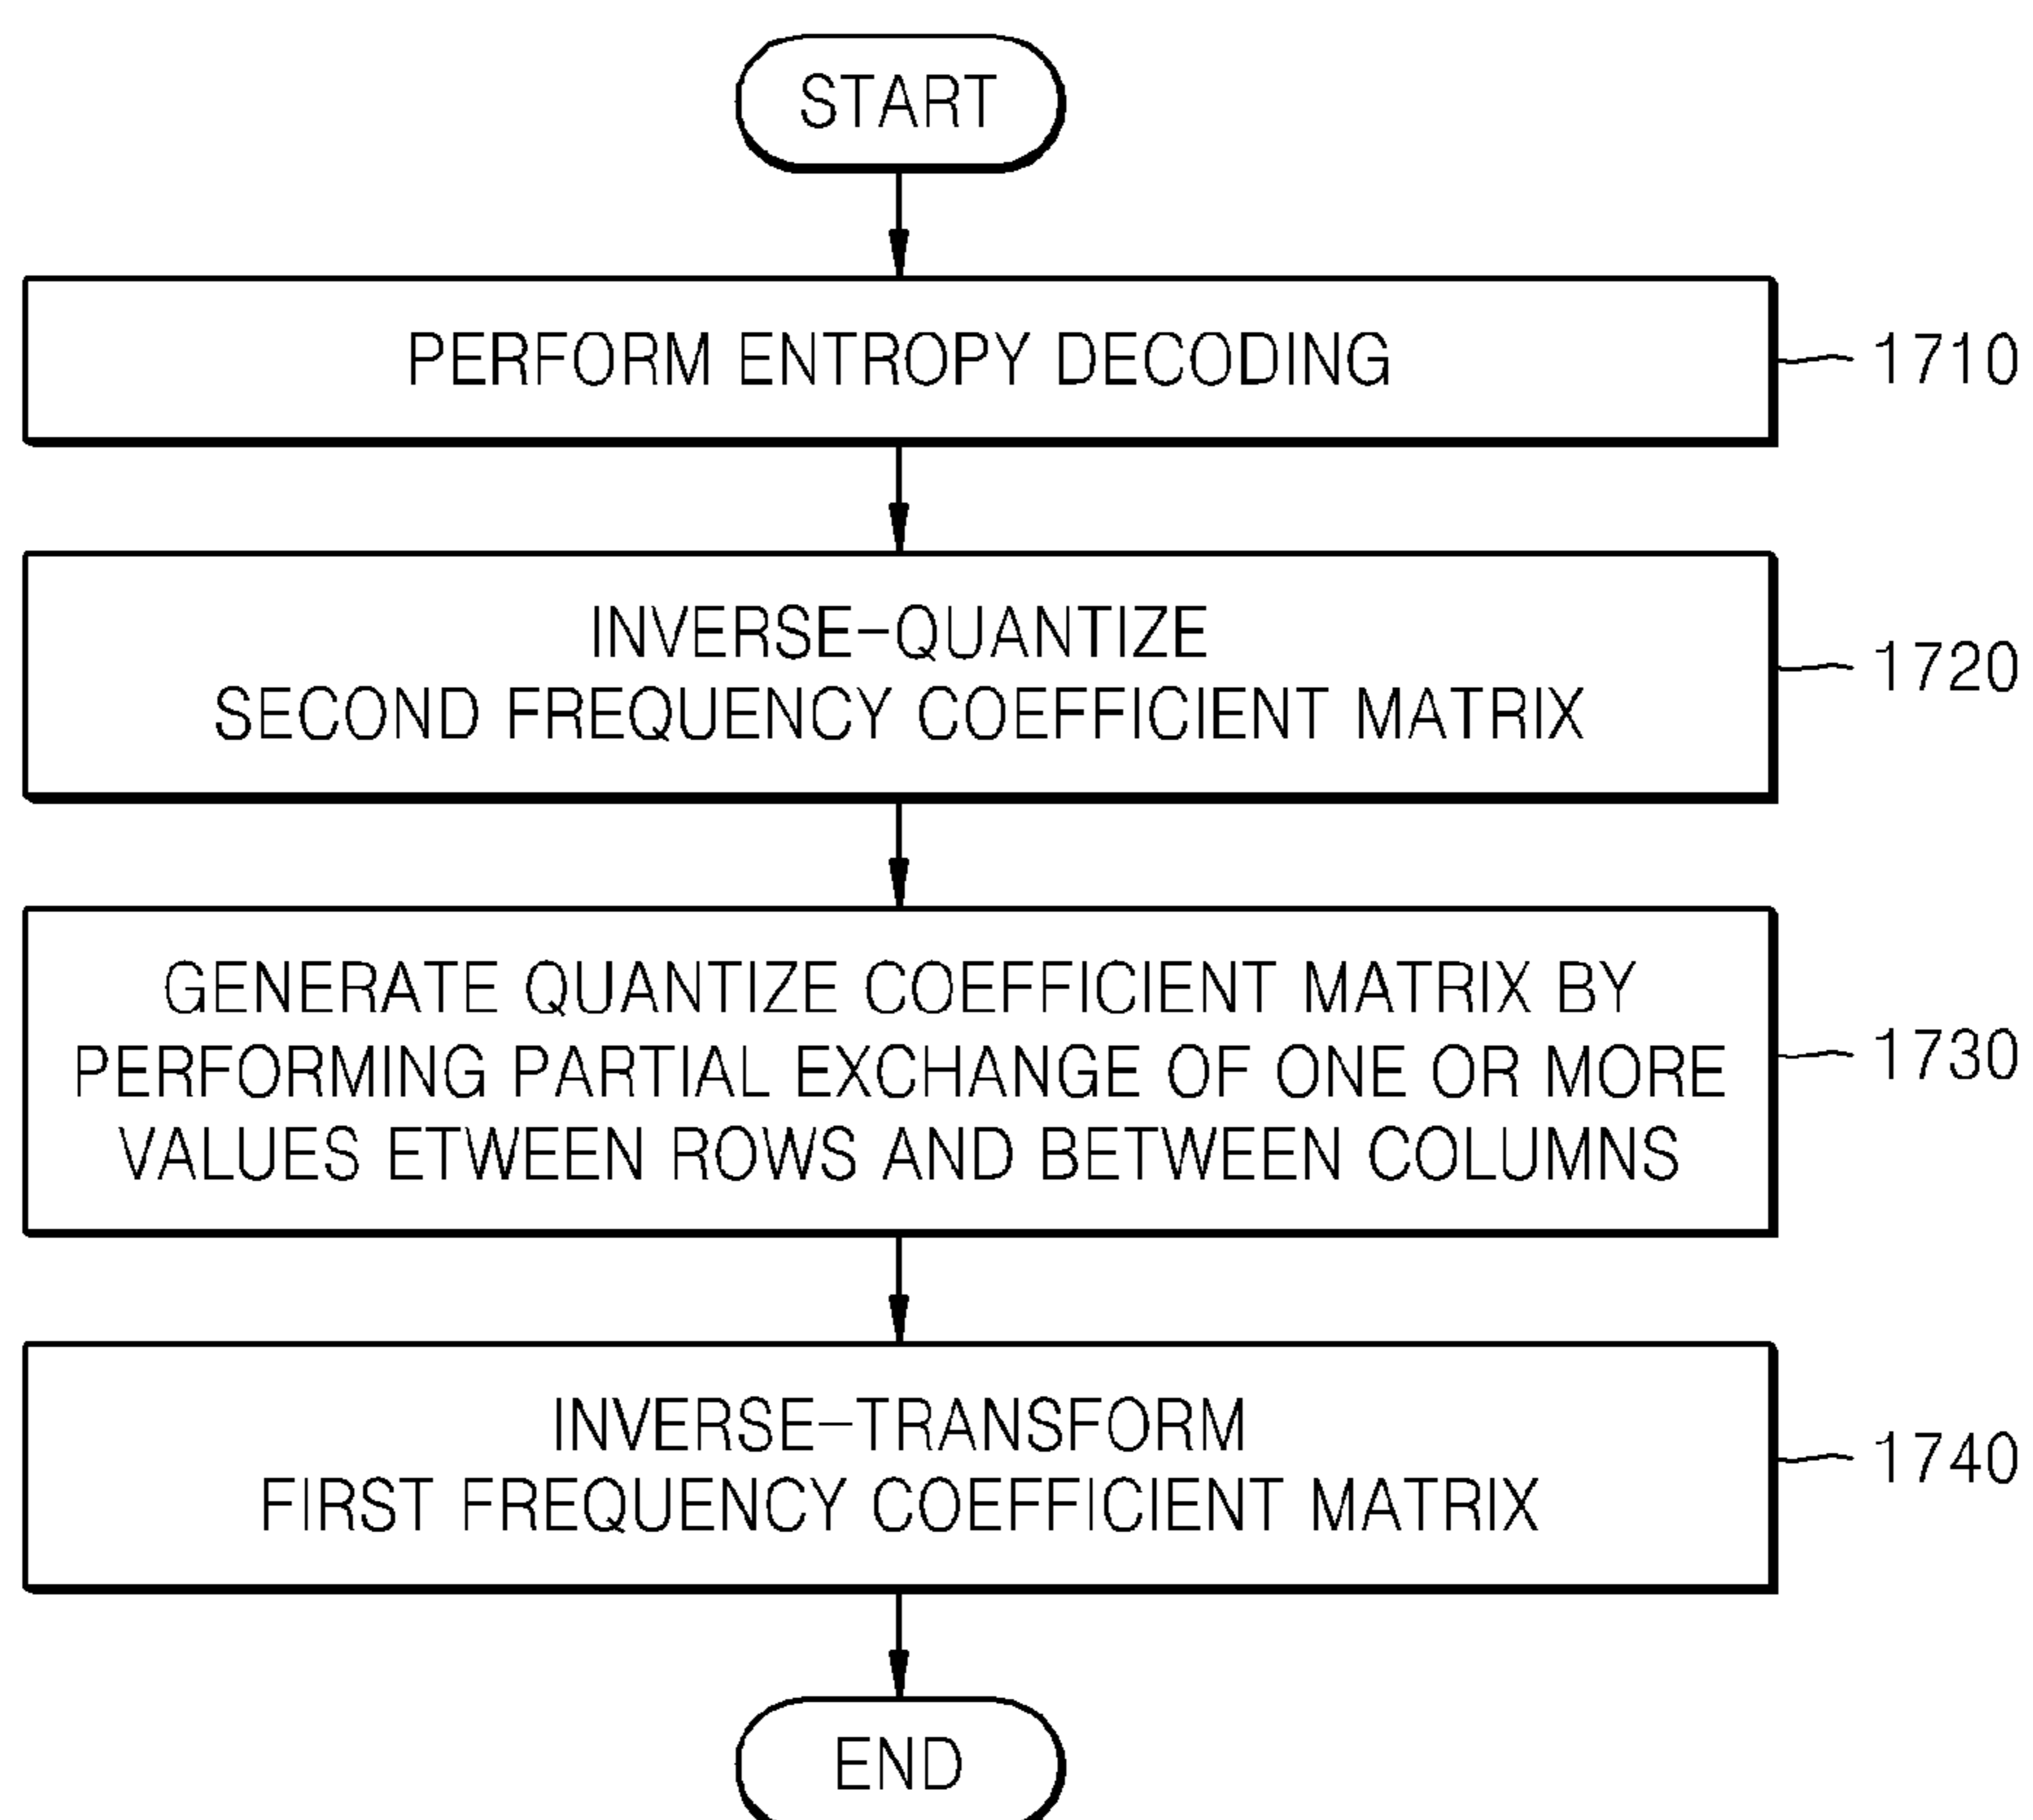 START
PERFORM ENTROPY DECODING
1710
INVERSE-QUANTIZE
SECOND FREQUENCY COEFFICIENT MATRIX
1720
GENERATE QUANTIZE COEFFICIENT MATRIX BY
PERFORMING PARTIAL EXCHANGE OF ONE OR MORE
VALUES ETWEEN ROWS AND BETWEEN COLUMNS
1730
INVERSE-TRANSFORM
FIRST FREQUENCY COEFFICIENT MATRIX
1740
END